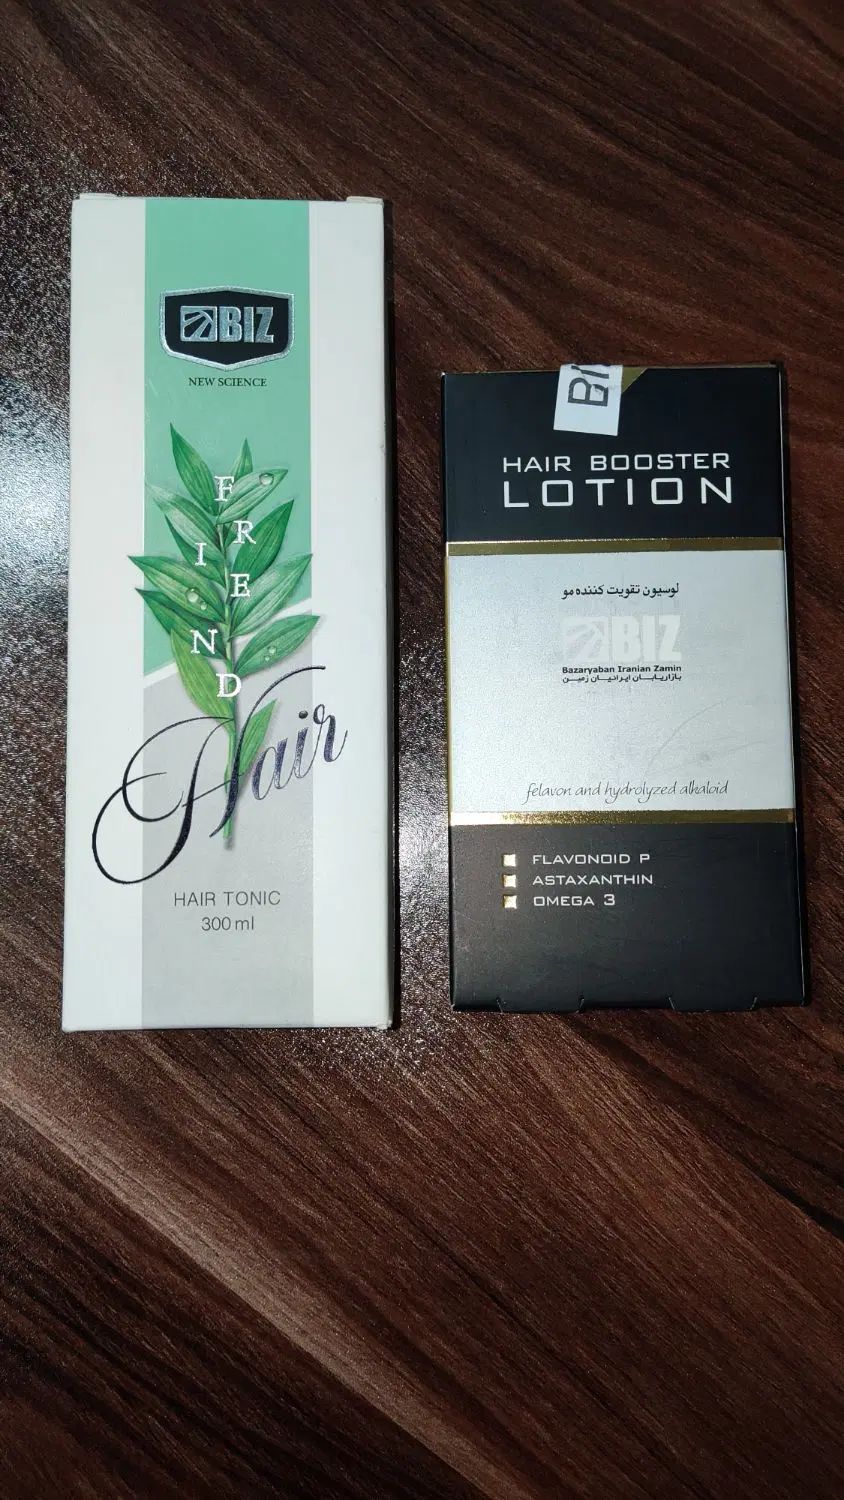 BIZ
NEW SCIENCE
FRIEND
Hair
HAIR TONIC
300 ml
BI
HAIR BOOSTER
LOTION
لوسیون تقویت کننده مو
BIZ
Bazaryaban Iranian Zamin
بازاریابان ایرانیان زمین
felavon and hydrolyzed alhaloid
FLAVONOID P
ASTAXANTHIN
OMEGA 3